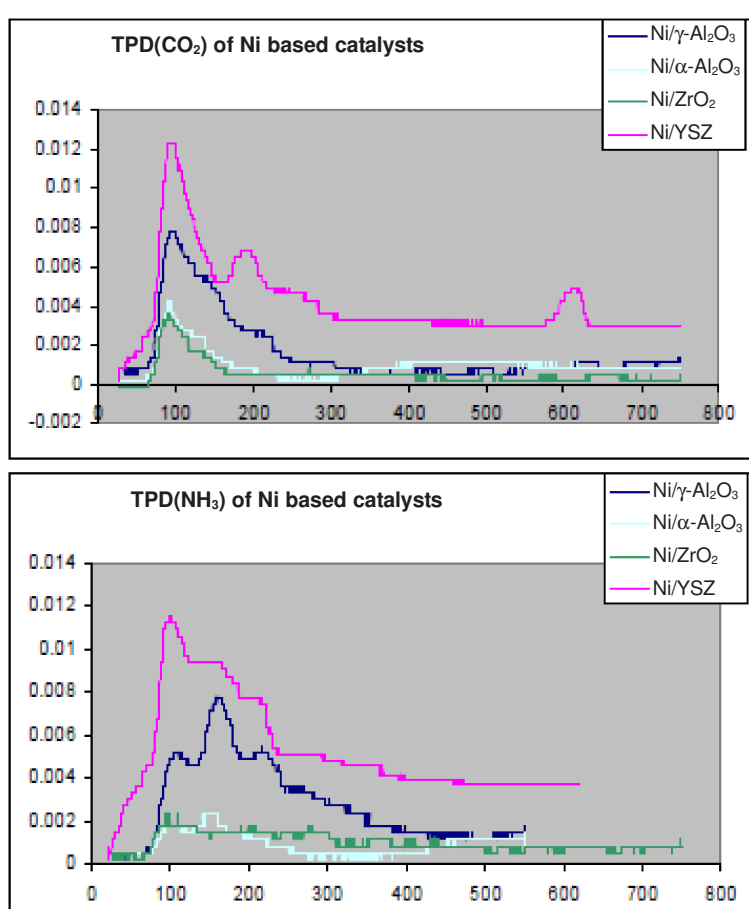 TPD(CO₂) of Ni based catalysts
Ni/γ-Al₂O₃
Ni/α-Al₂O₃
Ni/ZrO₂
Ni/YSZ
0.014
0.012
0.01
0.008
0.006
0.004
0.002
0
-0.002
0 100 200 300 400 500 600 700 800
TPD(NH₃) of Ni based catalysts
Ni/γ-Al₂O₃
Ni/α-Al₂O₃
Ni/ZrO₂
Ni/YSZ
0.014
0.012
0.01
0.008
0.006
0.004
0.002
0
0 100 200 300 400 500 600 700 800